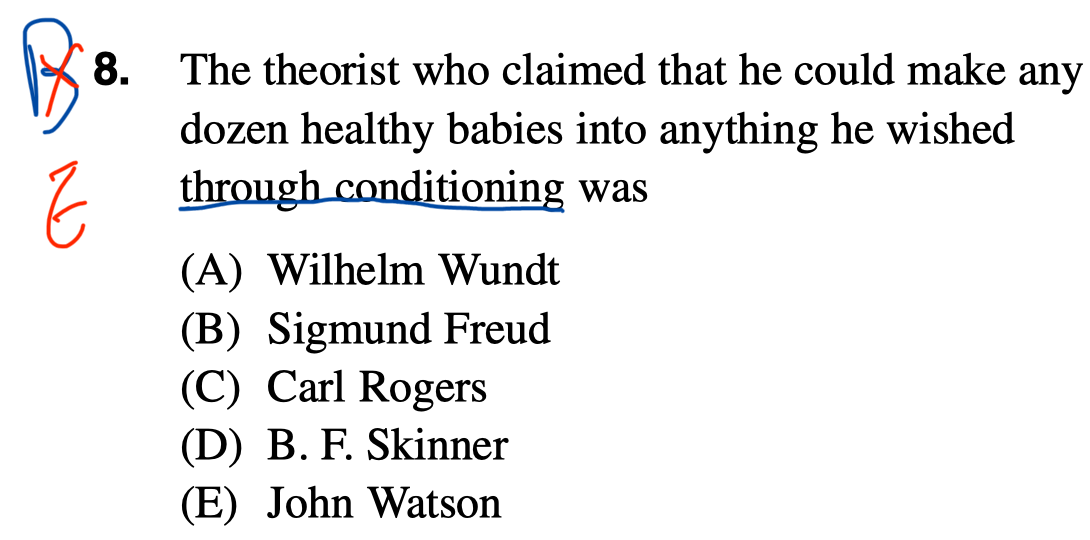 8. The theorist who claimed that he could make any
dozen healthy babies into anything he wished
through conditioning was
E
(A) Wilhelm Wundt
(B) Sigmund Freud
(C) Carl Rogers
(D) B. F. Skinner
(E) John Watson